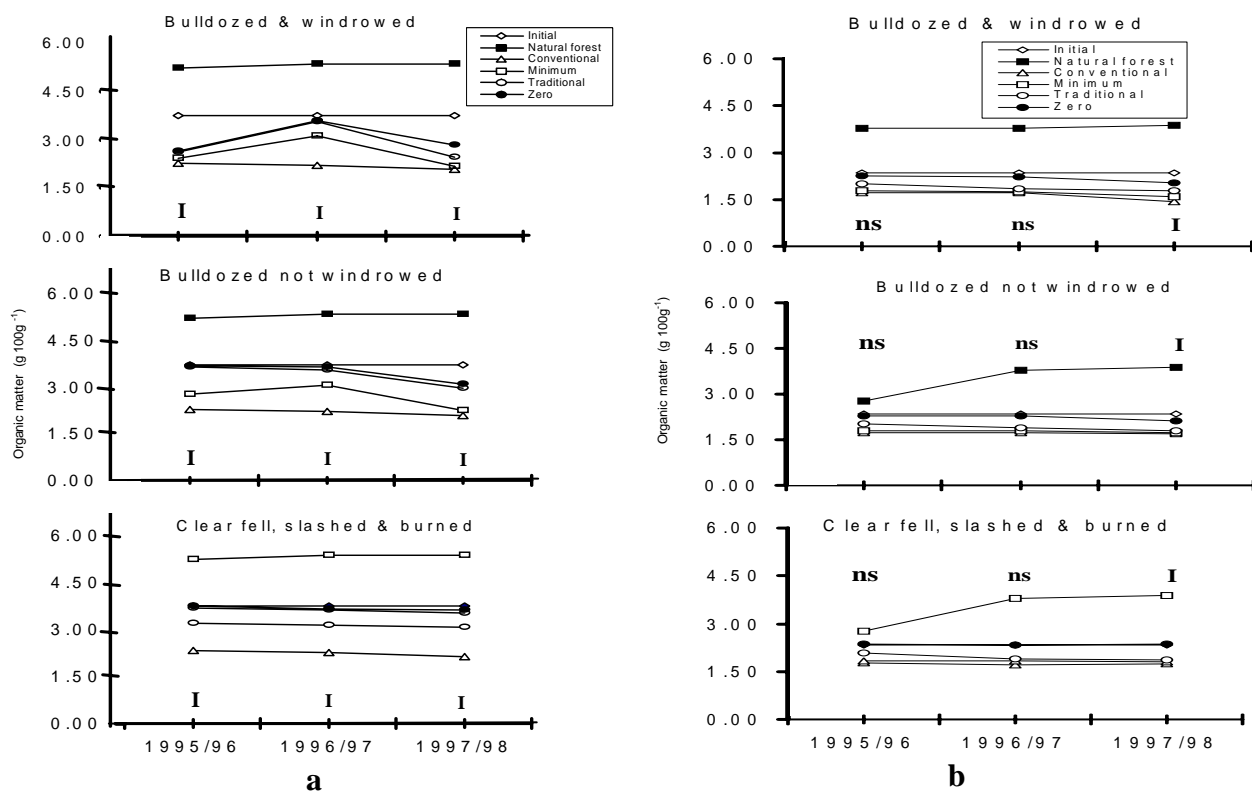 Bulldozed & windrowed
6.00
4.50
3.00
1.50
0.00
Initial
Natural forest
Conventional
Minimum
Traditional
Zero
I I I
Bulldozed not windrowed
6.00
4.50
3.00
1.50
0.00
I I I
Organic matter (g 100g-1)
Clear fell, slashed & burned
6.00
4.50
3.00
1.50
0.00
I I I
1995/96 1996/97 1997/98
a
Bulldozed & windrowed
6.00
4.50
3.00
1.50
0.00
Initial
Natural forest
Conventional
Minimum
Traditional
Zero
ns ns I
Bulldozed not windrowed
6.00
4.50
3.00
1.50
0.00
ns ns I
Organic matter (g 100g-1)
Clear fell, slashed & burned
6.00
4.50
3.00
1.50
0.00
ns ns I
1995/96 1996/97 1997/98
b